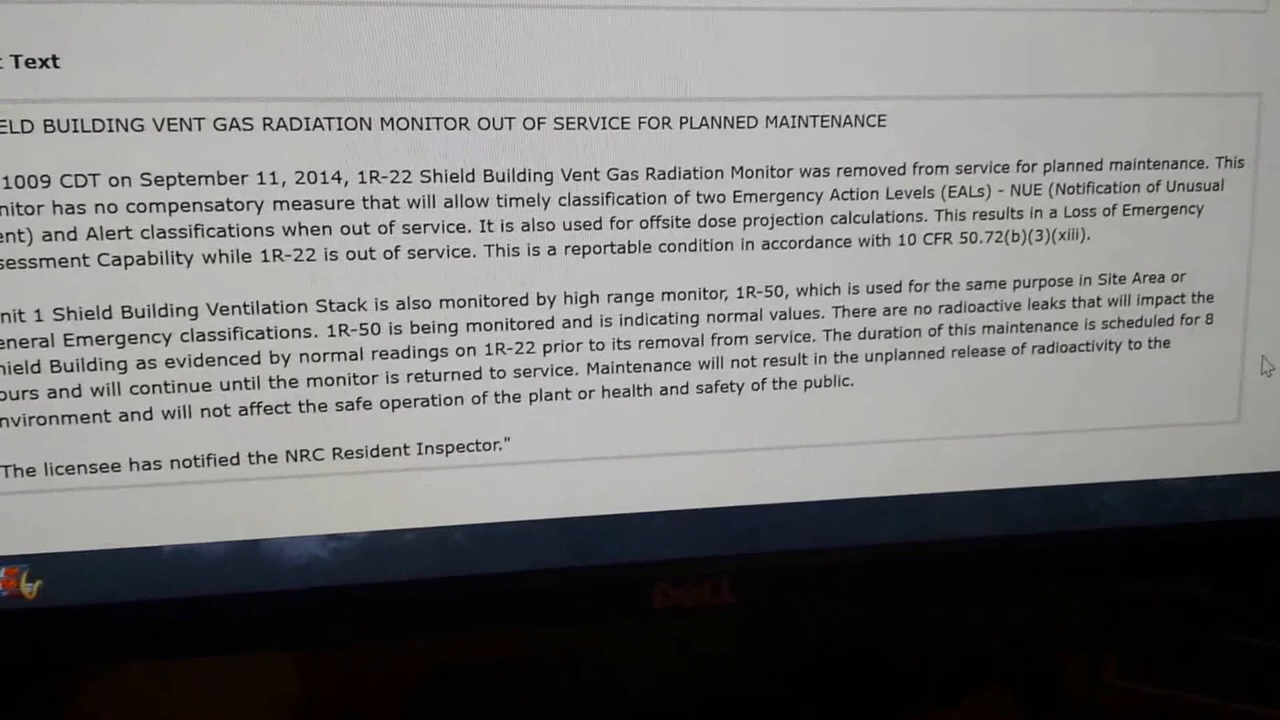 : Text
ELD BUILDING VENT GAS RADIATION MONITOR OUT OF SERVICE FOR PLANNED MAINTENANCE
1009 CDT on September 11, 2014, 1R-22 Shield Building Vent Gas Radiation Monitor was removed from service for planned maintenance. This
nitor has no compensatory measure that will allow timely classification of two Emergency Action Levels (EALs) - NUE (Notification of Unusual
ent) and Alert classifications when out of service. It is also used for offsite dose projection calculations. This results in a Loss of Emergency
sessment Capability while 1R-22 is out of service. This is a reportable condition in accordance with 10 CFR 50.72(b)(3)(xiii).
nit 1 Shield Building Ventilation Stack is also monitored by high range monitor, 1R-50, which is used for the same purpose in Site Area or
eneral Emergency classifications. 1R-50 is being monitored and is indicating normal values. There are no radioactive leaks that will impact the
hield Building as evidenced by normal readings on 1R-22 prior to its removal from service. The duration of this maintenance is scheduled for 8
ours and will continue until the monitor is returned to service. Maintenance will not result in the unplanned release of radioactivity to the
nvironment and will not affect the safe operation of the plant or health and safety of the public.
The licensee has notified the NRC Resident Inspector."
DELL